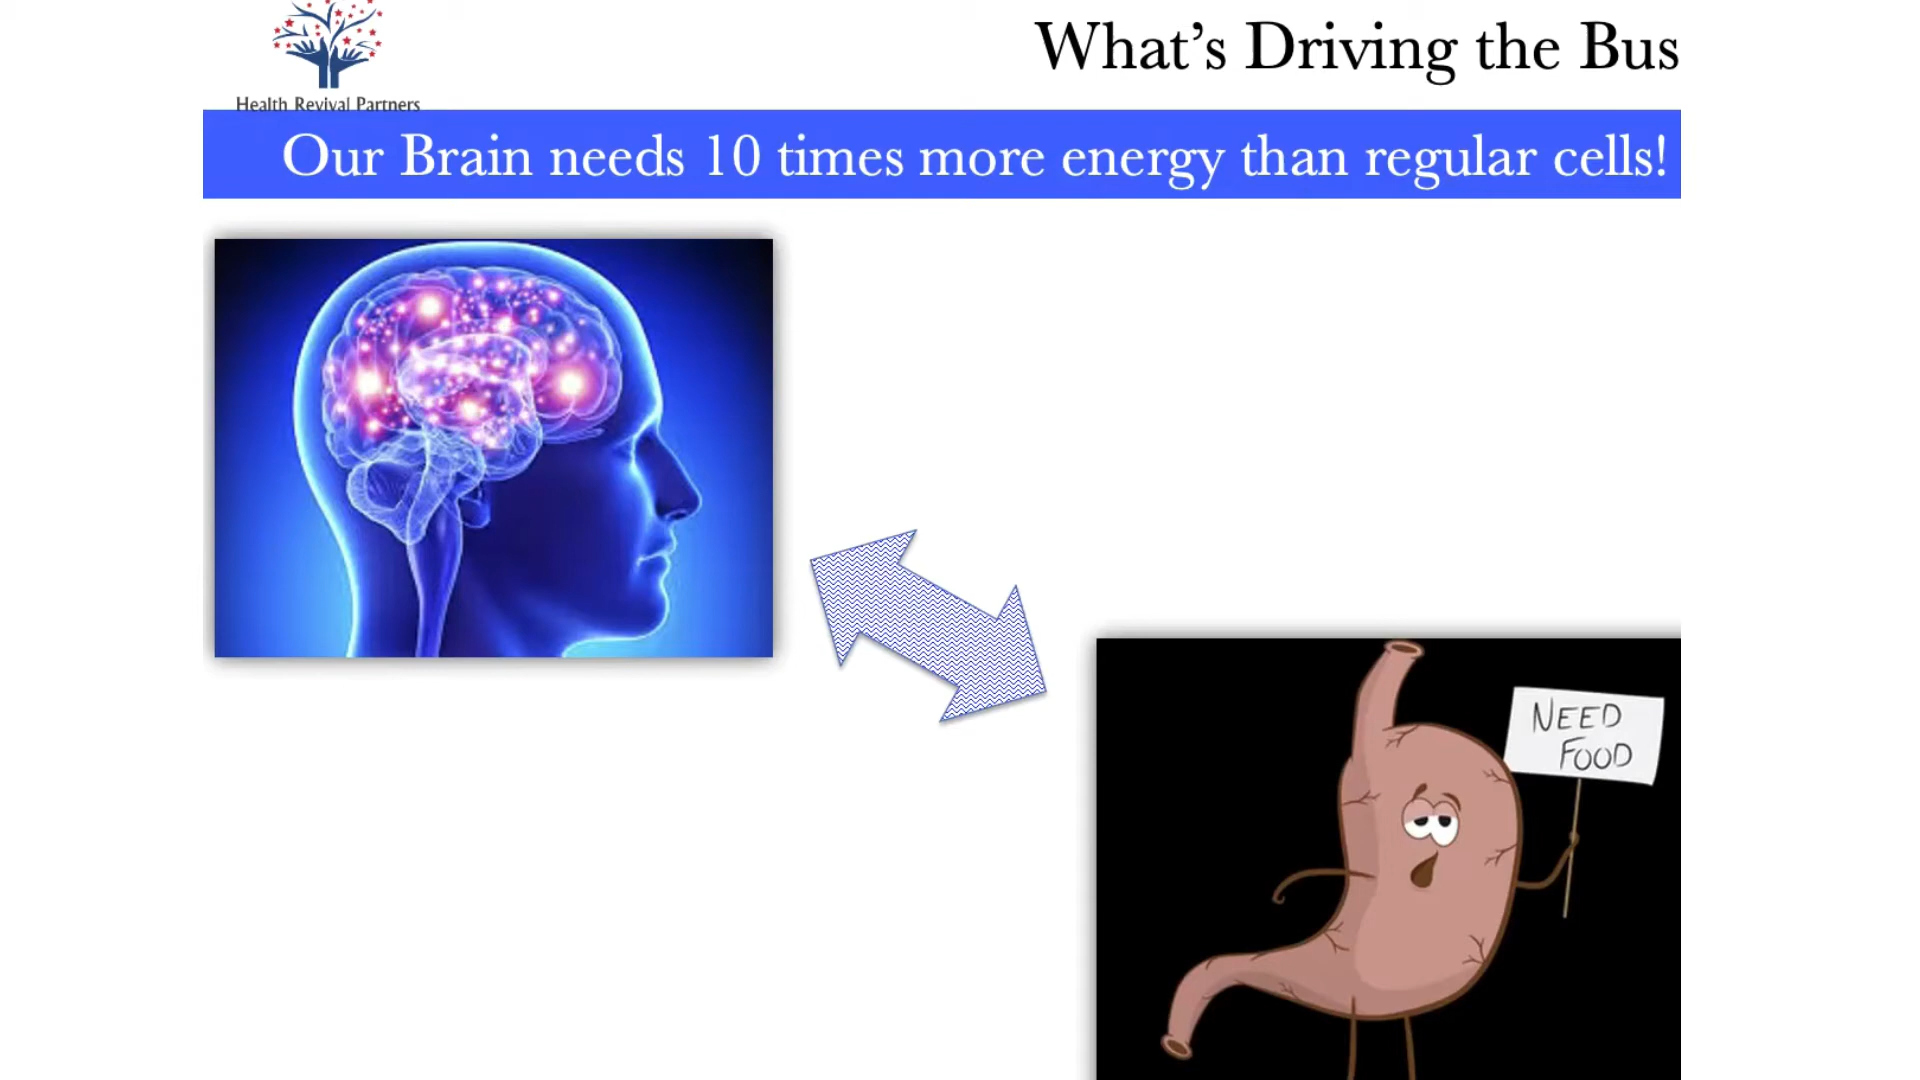 What's Driving the Bus
Health Revival Partners
Our Brain needs 10 times more energy than regular cells!
NEED
FOOD